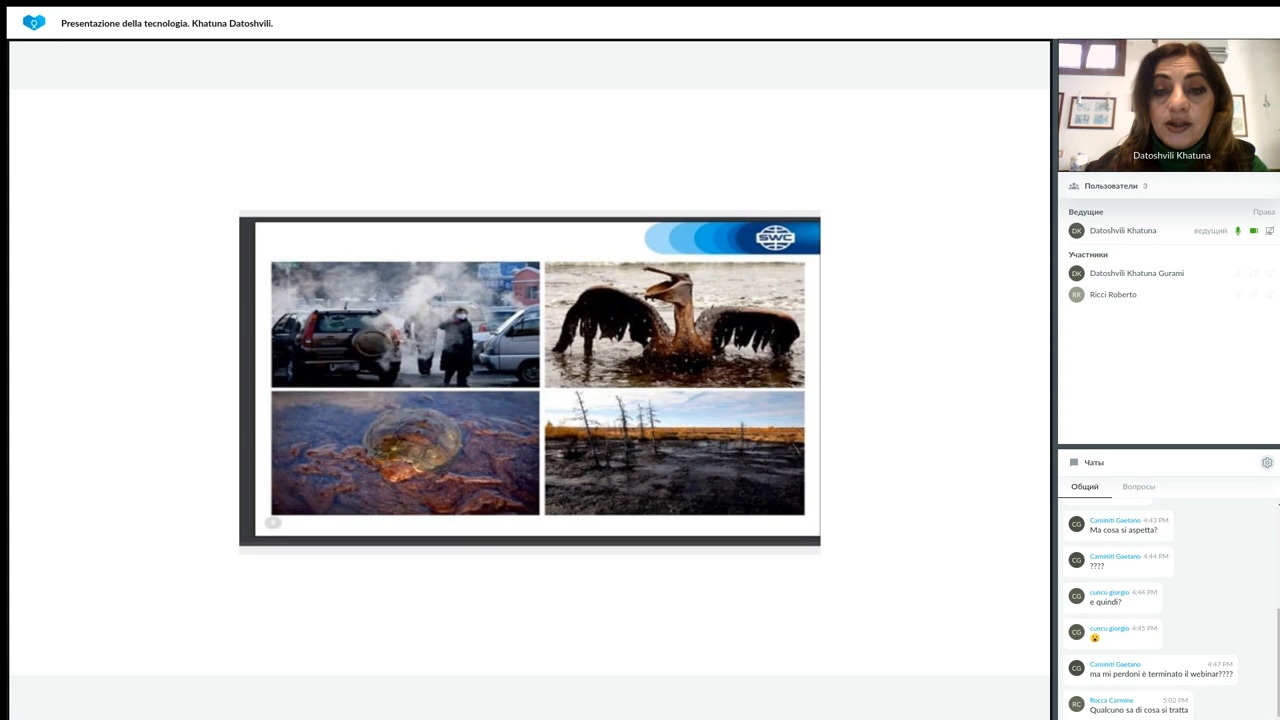 Presentazione della tecnologia. Khatuna Datoshvili.
SWC
Datoshvili Khatuna
Пользователи 3
Ведущие Права
DK Datoshvili Khatuna ведущий
Участники
DK Datoshvili Khatuna Gurami
RR Ricci Roberto
Чаты
Общий Вопросы
CG Caminiti Gaetano 4:43 PM
Ma cosa si aspetta?
CG Caminiti Gaetano 4:44 PM
????
CG cuncu giorgio 4:44 PM
e quindi?
CG cuncu giorgio 4:45 PM
😮
CG Caminiti Gaetano 4:47 PM
ma mi perdoni è terminato il webinar????
RC Rocca Carmine 5:02 PM
Qualcuno sa di cosa si tratta